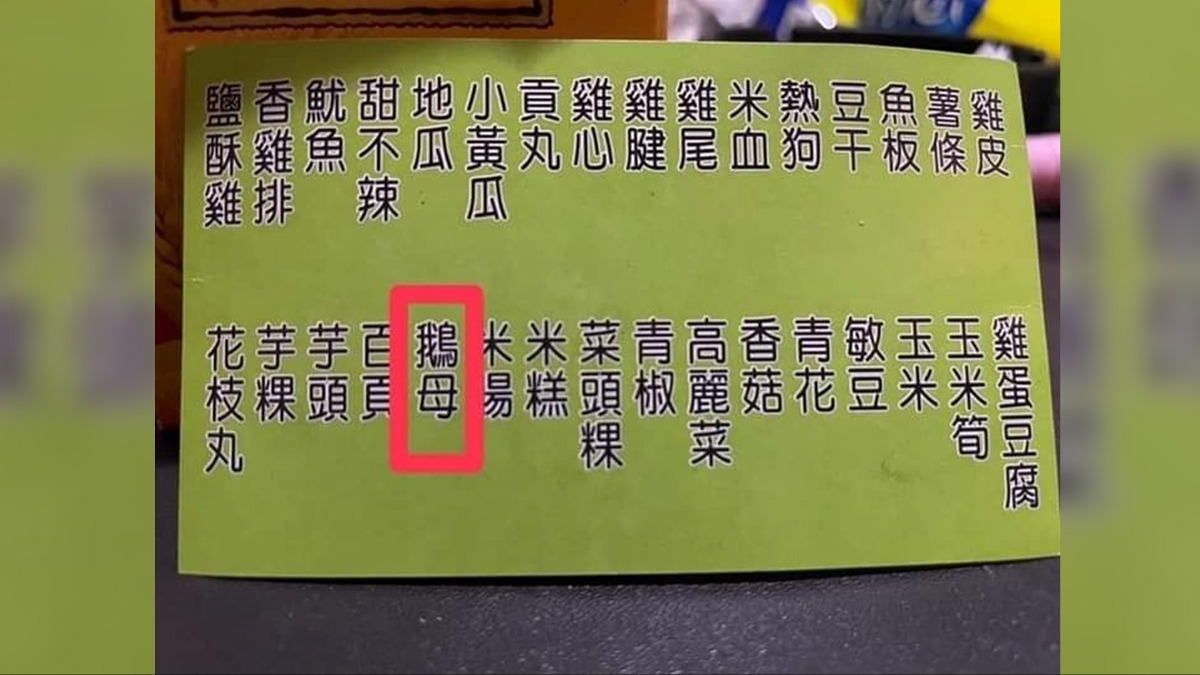 鹽酥雞
香雞排
魷魚
甜不辣
地瓜
小黃瓜
貢丸
雞心
雞腱
雞尾
米血
熱狗
豆干
魚板
薯條
雞皮
花枝丸
芋粿
芋頭
百頁
鵝母
米腸
米糕
菜頭粿
青椒
高麗菜
香菇
青花
敏豆
玉米
玉米筍
雞蛋豆腐